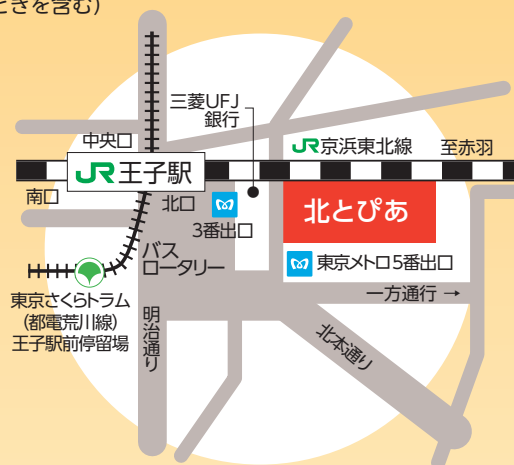 ときを含む)
三菱UFJ
銀行
中央口
JR京浜東北線
至赤羽
JR王子駅
南口
北口
3番出口
北とぴあ
バス
ロータリー
東京メトロ5番出口
一方通行 →
東京さくらトラム
(都電荒川線)
王子駅前停留場
明治通り
北本通り